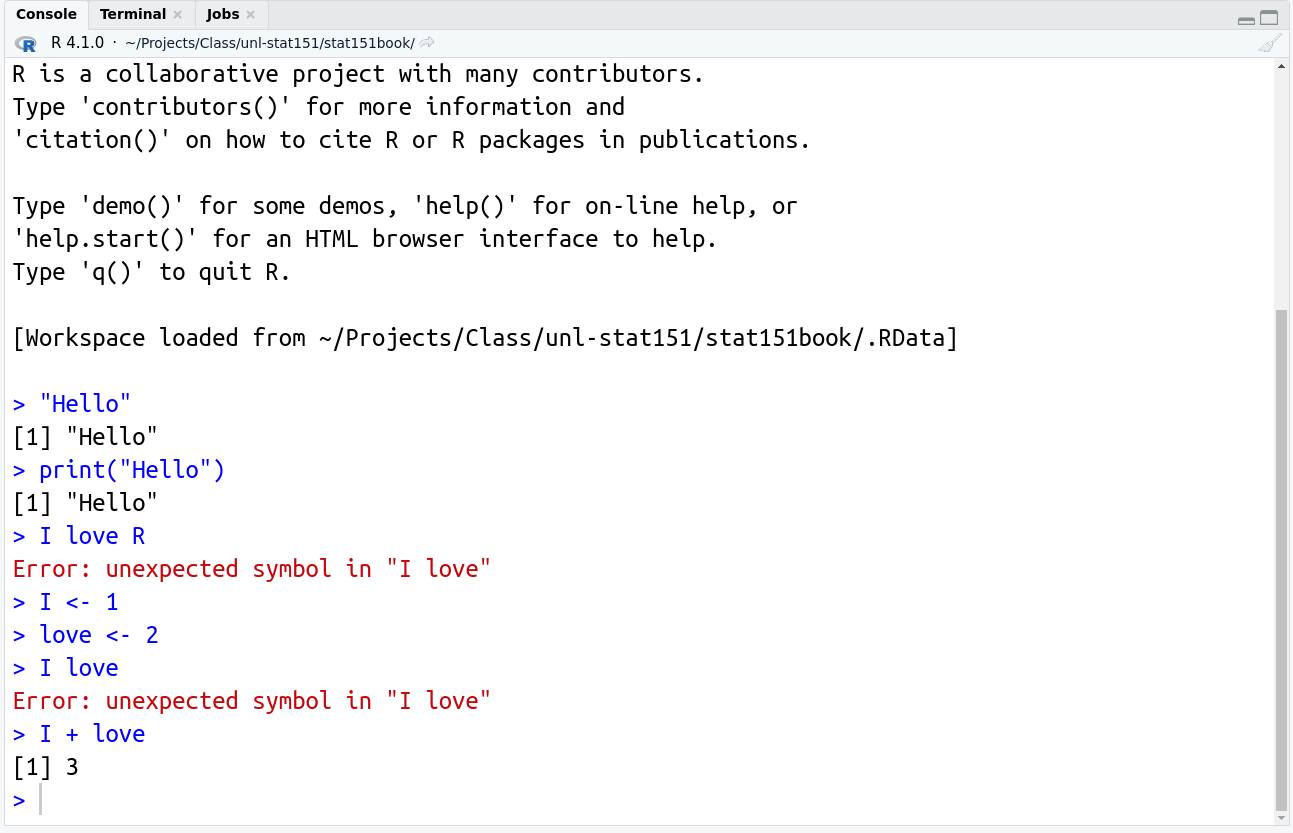 Console Terminal Jobs
R 4.1.0 · ~/Projects/Class/unl-stat151/stat151book/
R is a collaborative project with many contributors.
Type 'contributors()' for more information and
'citation()' on how to cite R or R packages in publications.

Type 'demo()' for some demos, 'help()' for on-line help, or
'help.start()' for an HTML browser interface to help.
Type 'q()' to quit R.

[Workspace loaded from ~/Projects/Class/unl-stat151/stat151book/.RData]

> "Hello"
[1] "Hello"
> print("Hello")
[1] "Hello"
> I love R
Error: unexpected symbol in "I love"
> I <- 1
> love <- 2
> I love
Error: unexpected symbol in "I love"
> I + love
[1] 3
>